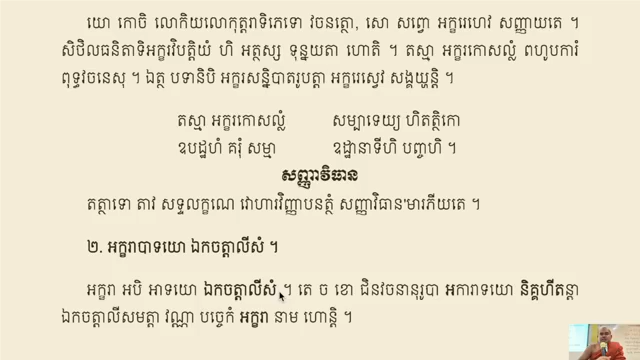 យោ កោចិ លោកិយលោកុត្តរាទិភេទោ វចនត្ថោ, សោ សព្វោ អក្ខរេហេវ សញ្ញាយតេ ។
សិថិលធនិតាទិអក្ខរវិបត្តិយំ ហិ អត្ថស្ស ទុន្នយតា ហោតិ ។ តស្មា អក្ខរកោសល្លំ ពហូបការំ
ពុទ្ធវចនេសុ ។ ឯត្ថ បទានិបិ អក្ខរសន្និបាតរូបត្តា អក្ខរេស្វេវ សង្គយ្ហន្តិ ។
តស្មា អក្ខរកោសល្លំ សម្បាទេយ្យ ហិតត្ថិកោ
ឧបដ្ឋហំ គរុំ សម្មា ឧដ្ឋានាទីហិ បញ្ចហិ ។
សញ្ញាវិធាន
តត្ថាទោ តាវ សទ្ទលក្ខណេ វោហារវិញ្ញាបនត្ថំ សញ្ញាវិធាន'មារភីយតេ ។
២. អក្ខរាបាទយោ ឯកចត្តាលីសំ ។
អក្ខរា អបិ អាទយោ ឯកចត្តាលីសំ ។ តេ ច ខោ ជិនវចនានុរូបា អការាទយោ និគ្គហីតន្តា
ឯកចត្តាលីសមត្តា វណ្ណា បច្ចេកំ អក្ខរា នាម ហោន្តិ ។